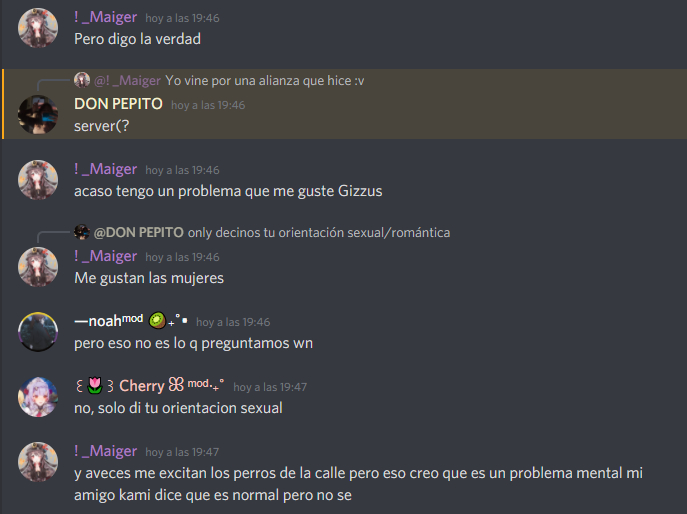 ! _Maiger hoy a las 19:46
Pero digo la verdad
@! _Maiger Yo vine por una alianza que hice :v
DON PEPITO hoy a las 19:46
server(?
! _Maiger hoy a las 19:46
acaso tengo un problema que me guste Gizzus
@DON PEPITO only decinos tu orientación sexual/romántica
! _Maiger hoy a las 19:46
Me gustan las mujeres
—noahᵐᵒᵈ 🥝₊˚• hoy a las 19:46
pero eso no es lo q preguntamos wn
꒰🌷꒱ Cherry ꕤ ᵐᵒᵈ·₊˚ hoy a las 19:47
no, solo di tu orientacion sexual
! _Maiger hoy a las 19:47
y aveces me excitan los perros de la calle pero eso creo que es un problema mental mi
amigo kami dice que es normal pero no se